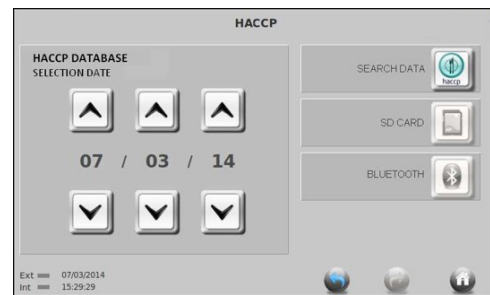 HACCP
HACCP DATABASE
SELECTION DATE
07 / 03 / 14
SEARCH DATA
haccp
SD CARD
BLUETOOTH
Ext 07/03/2014
Int 15:29:29